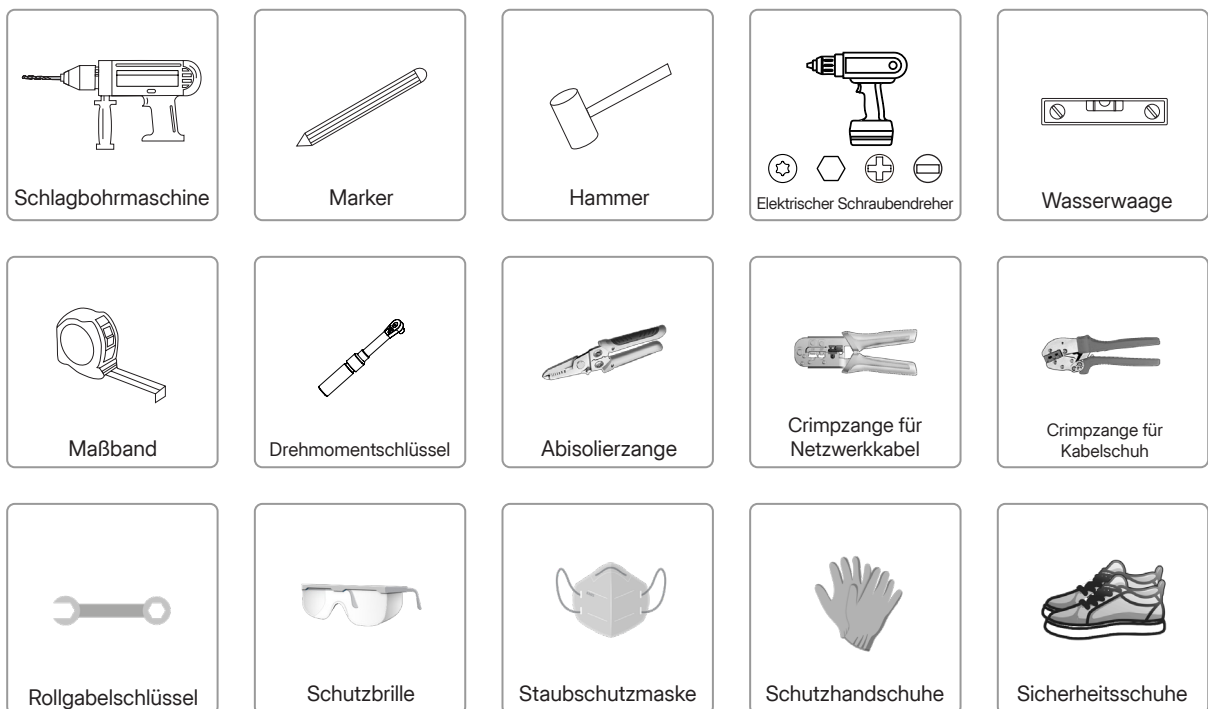 Schlagbohrmaschine
Marker
Hammer
Elektrischer Schraubendreher
Wasserwaage
Maßband
Drehmomentschlüssel
Abisolierzange
Crimpzange für
Netzwerkkabel
Crimpzange für
Kabelschuh
Rollgabelschlüssel
Schutzbrille
Staubschutzmaske
Schutzhandschuhe
Sicherheitsschuhe